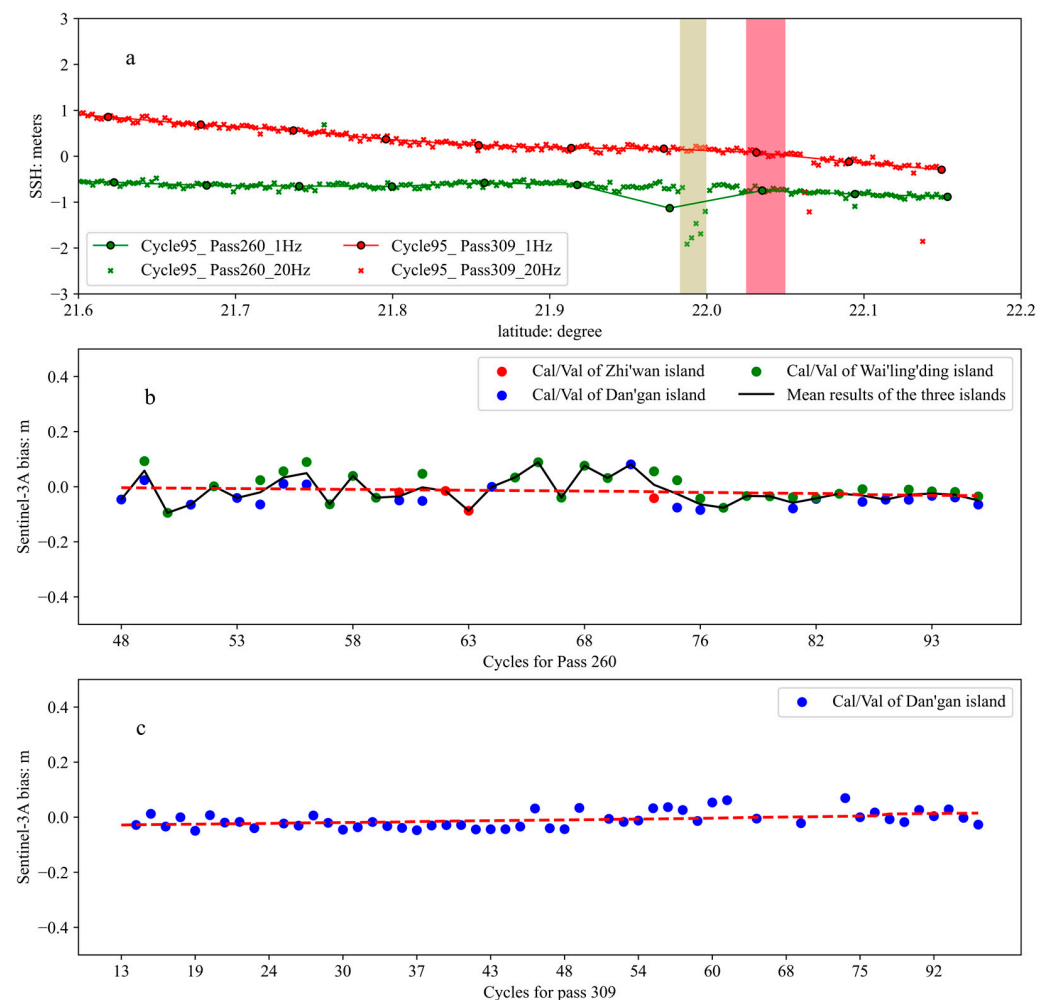 3
2
1
0
−1
−2
−3
SSH: meters
a
Cycle95_ Pass260_1Hz
Cycle95_ Pass260_20Hz
Cycle95_ Pass309_1Hz
Cycle95_ Pass309_20Hz
21.6 21.7 21.8 21.9 22.0 22.1 22.2
latitude: degree
0.4
0.2
0.0
−0.2
−0.4
Sentinel-3A bias: m
b
Cal/Val of Zhi'wan island
Cal/Val of Dan'gan island
Cal/Val of Wai'ling'ding island
Mean results of the three islands
48 53 58 63 68 76 82 93
Cycles for Pass 260
0.4
0.2
0.0
−0.2
−0.4
Sentinel-3A bias: m
c
Cal/Val of Dan'gan island
13 19 24 30 37 43 48 54 60 68 75 92
Cycles for pass 309